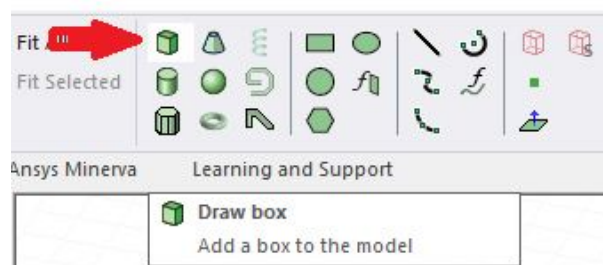 Fit
Fit Selected
Ansys Minerva Learning and Support
Draw box
Add a box to the model